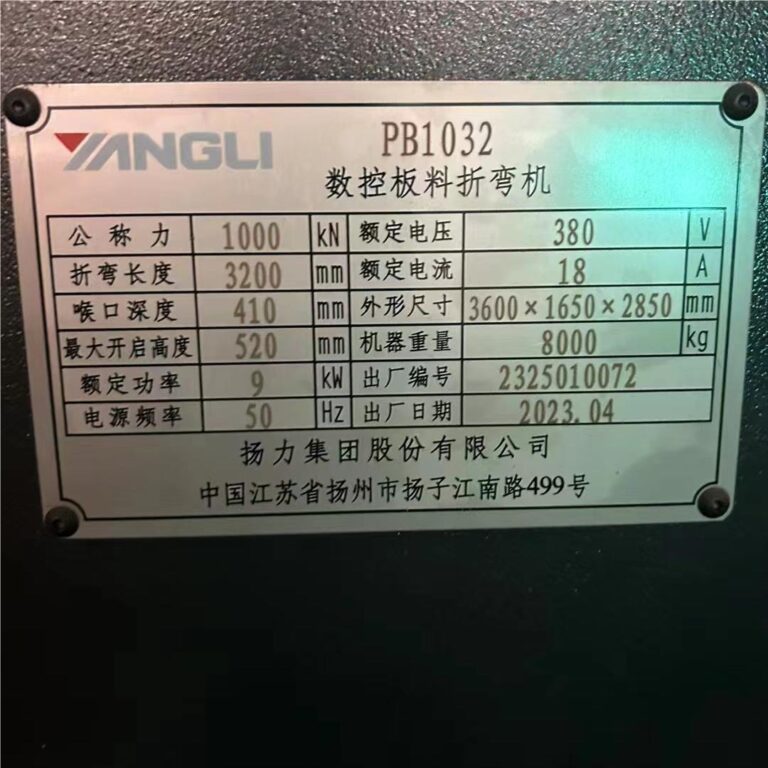 YANGLI
PB1032
数控板料折弯机
公称力 1000 kN 额定电压 380 V
折弯长度 3200 mm 额定电流 18 A
喉口深度 410 mm 外形尺寸 3600×1650×2850 mm
最大开启高度 520 mm 机器重量 8000 kg
额定功率 9 kW 出厂编号 2325010072
电源频率 50 Hz 出厂日期 2023.04
扬力集团股份有限公司
中国江苏省扬州市扬子江南路499号